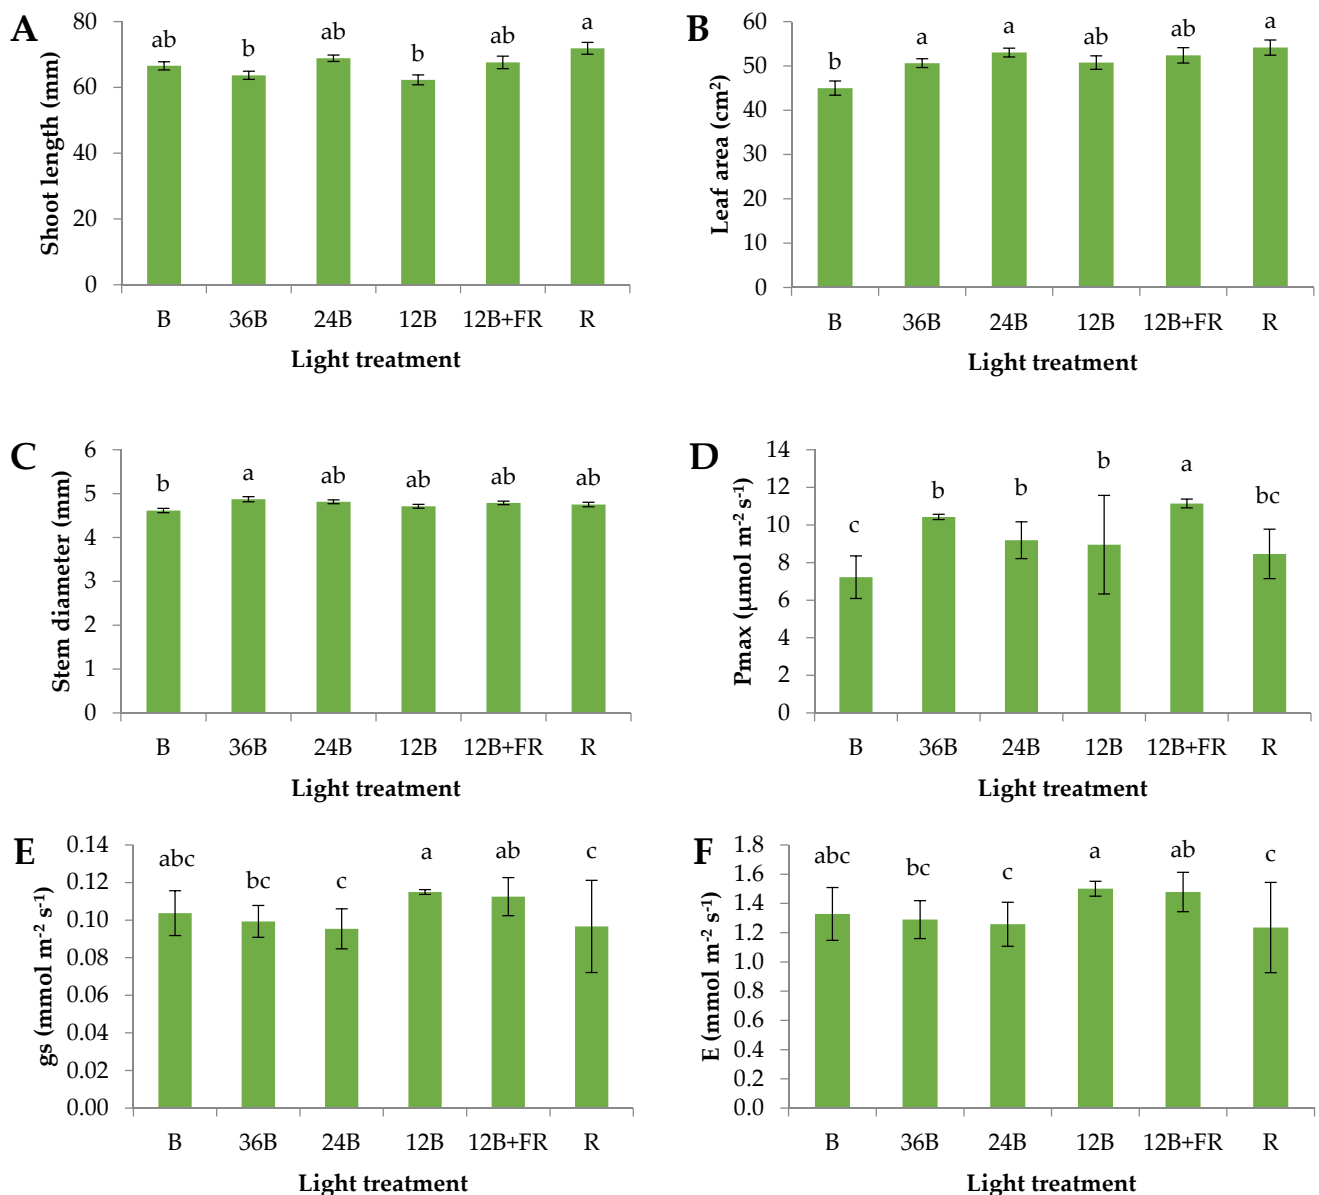 A
Shoot length (mm)
80
60
40
20
0
ab
b
ab
b
ab
a
B
36B
24B
12B
12B+FR
R
Light treatment
B
Leaf area (cm²)
60
50
40
30
20
10
0
b
a
a
ab
ab
a
B
36B
24B
12B
12B+FR
R
Light treatment
C
Stem diameter (mm)
6
5
4
3
2
1
0
b
a
ab
ab
ab
ab
B
36B
24B
12B
12B+FR
R
Light treatment
D
Pmax (µmol m⁻² s⁻¹)
14
12
10
8
6
4
2
0
c
b
b
b
a
bc
B
36B
24B
12B
12B+FR
R
Light treatment
E
gs (mmol m⁻² s⁻¹)
0.14
0.12
0.10
0.08
0.06
0.04
0.02
0.00
abc
bc
c
a
ab
c
B
36B
24B
12B
12B+FR
R
Light treatment
F
E (mmol m⁻² s⁻¹)
1.8
1.6
1.4
1.2
1.0
0.8
0.6
0.4
0.2
0.0
abc
bc
c
a
ab
c
B
36B
24B
12B
12B+FR
R
Light treatment